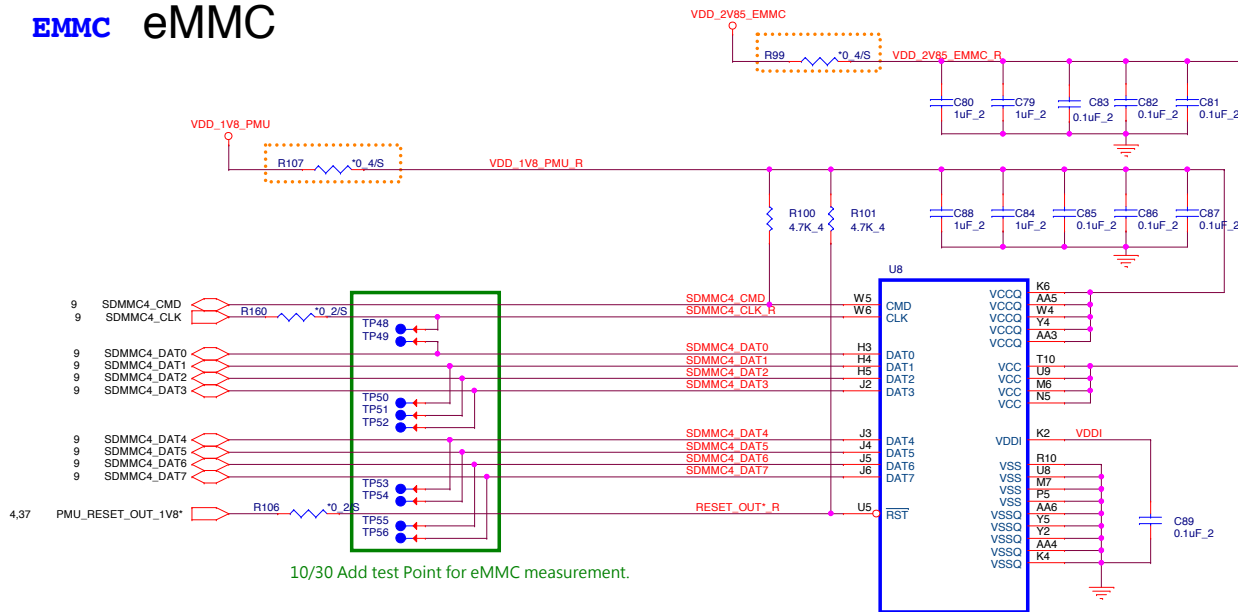 EMMC eMMC
VDD_2V85_EMMC
R99 *0_4/S VDD_2V85_EMMC_R
C80 1uF_2
C79 1uF_2
C83 0.1uF_2
C82 0.1uF_2
C81 0.1uF_2
VDD_1V8_PMU
R107 *0_4/S VDD_1V8_PMU_R
R100 4.7K_4
R101 4.7K_4
C88 1uF_2
C84 1uF_2
C85 0.1uF_2
C86 0.1uF_2
C87 0.1uF_2
U8
9 SDMMC4_CMD SDMMC4_CMD W5 CMD
9 SDMMC4_CLK R160 *0_2/S SDMMC4_CLK_R W6 CLK
TP48
TP49
9 SDMMC4_DAT0 SDMMC4_DAT0 H3 DAT0
9 SDMMC4_DAT1 SDMMC4_DAT1 H4 DAT1
9 SDMMC4_DAT2 SDMMC4_DAT2 H5 DAT2
9 SDMMC4_DAT3 SDMMC4_DAT3 J2 DAT3
TP50
TP51
TP52
9 SDMMC4_DAT4 SDMMC4_DAT4 J3 DAT4
9 SDMMC4_DAT5 SDMMC4_DAT5 J4 DAT5
9 SDMMC4_DAT6 SDMMC4_DAT6 J5 DAT6
9 SDMMC4_DAT7 SDMMC4_DAT7 J6 DAT7
TP53
TP54
4,37 PMU_RESET_OUT_1V8* R106 *0_2/S RESET_OUT*_R U5 RST
TP55
TP56
VCCQ K6
VCCQ AA5
VCCQ W4
VCCQ Y4
VCCQ AA3
VCC T10
VCC U9
VCC M6
VCC N5
VDDI K2 VDDI
VSS R10
VSS U8
VSS M7
VSS P5
VSSQ AA6
VSSQ Y5
VSSQ Y2
VSSQ AA4
VSSQ K4
C89 0.1uF_2
10/30 Add test Point for eMMC measurement.